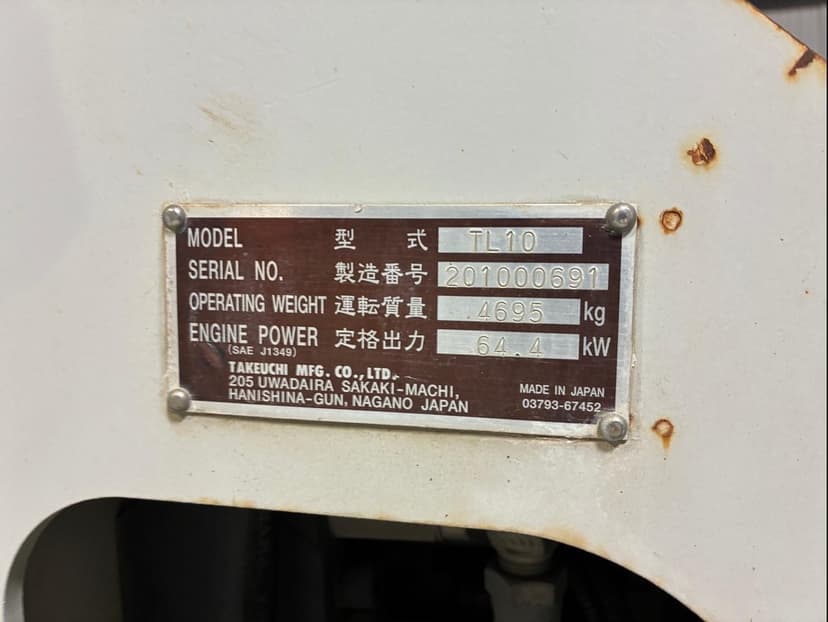 MODEL 型 式 TL10
SERIAL NO. 製造番号 201000691
OPERATING WEIGHT 運転質量 4695 kg
ENGINE POWER 定格出力 64.4 kW
(SAE J1349)
TAKEUCHI MFG. CO., LTD.
205 UWADAIRA SAKAKI-MACHI,
HANISHINA-GUN, NAGANO JAPAN
MADE IN JAPAN
03793-67452